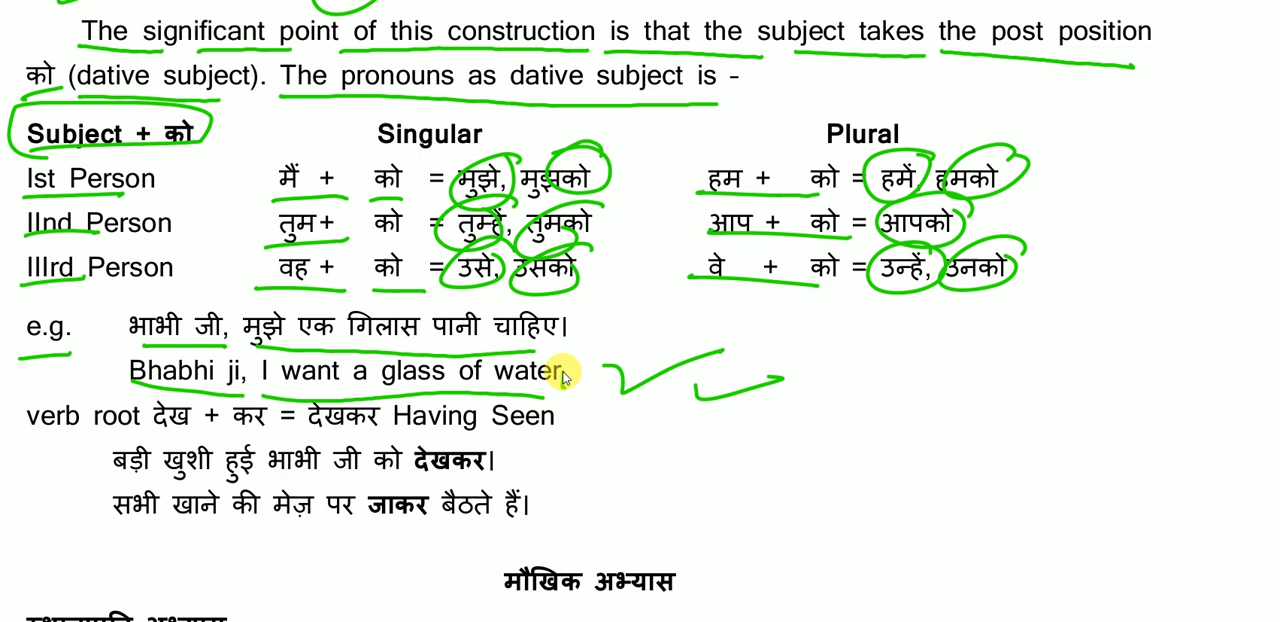 The significant point of this construction is that the subject takes the post position
को (dative subject). The pronouns as dative subject is -
Subject + को Singular Plural
Ist Person मैं + को = मुझे, मुझको हम + को = हमें, हमको
IInd Person तुम+ को = तुम्हें, तुमको आप + को = आपको
IIIrd Person वह + को = उसे, उसको वे + को = उन्हें, उनको
e.g. भाभी जी, मुझे एक गिलास पानी चाहिए।
Bhabhi ji, I want a glass of water.
verb root देख + कर = देखकर Having Seen
बड़ी खुशी हुई भाभी जी को देखकर।
सभी खाने की मेज़ पर जाकर बैठते हैं।
मौखिक अभ्यास